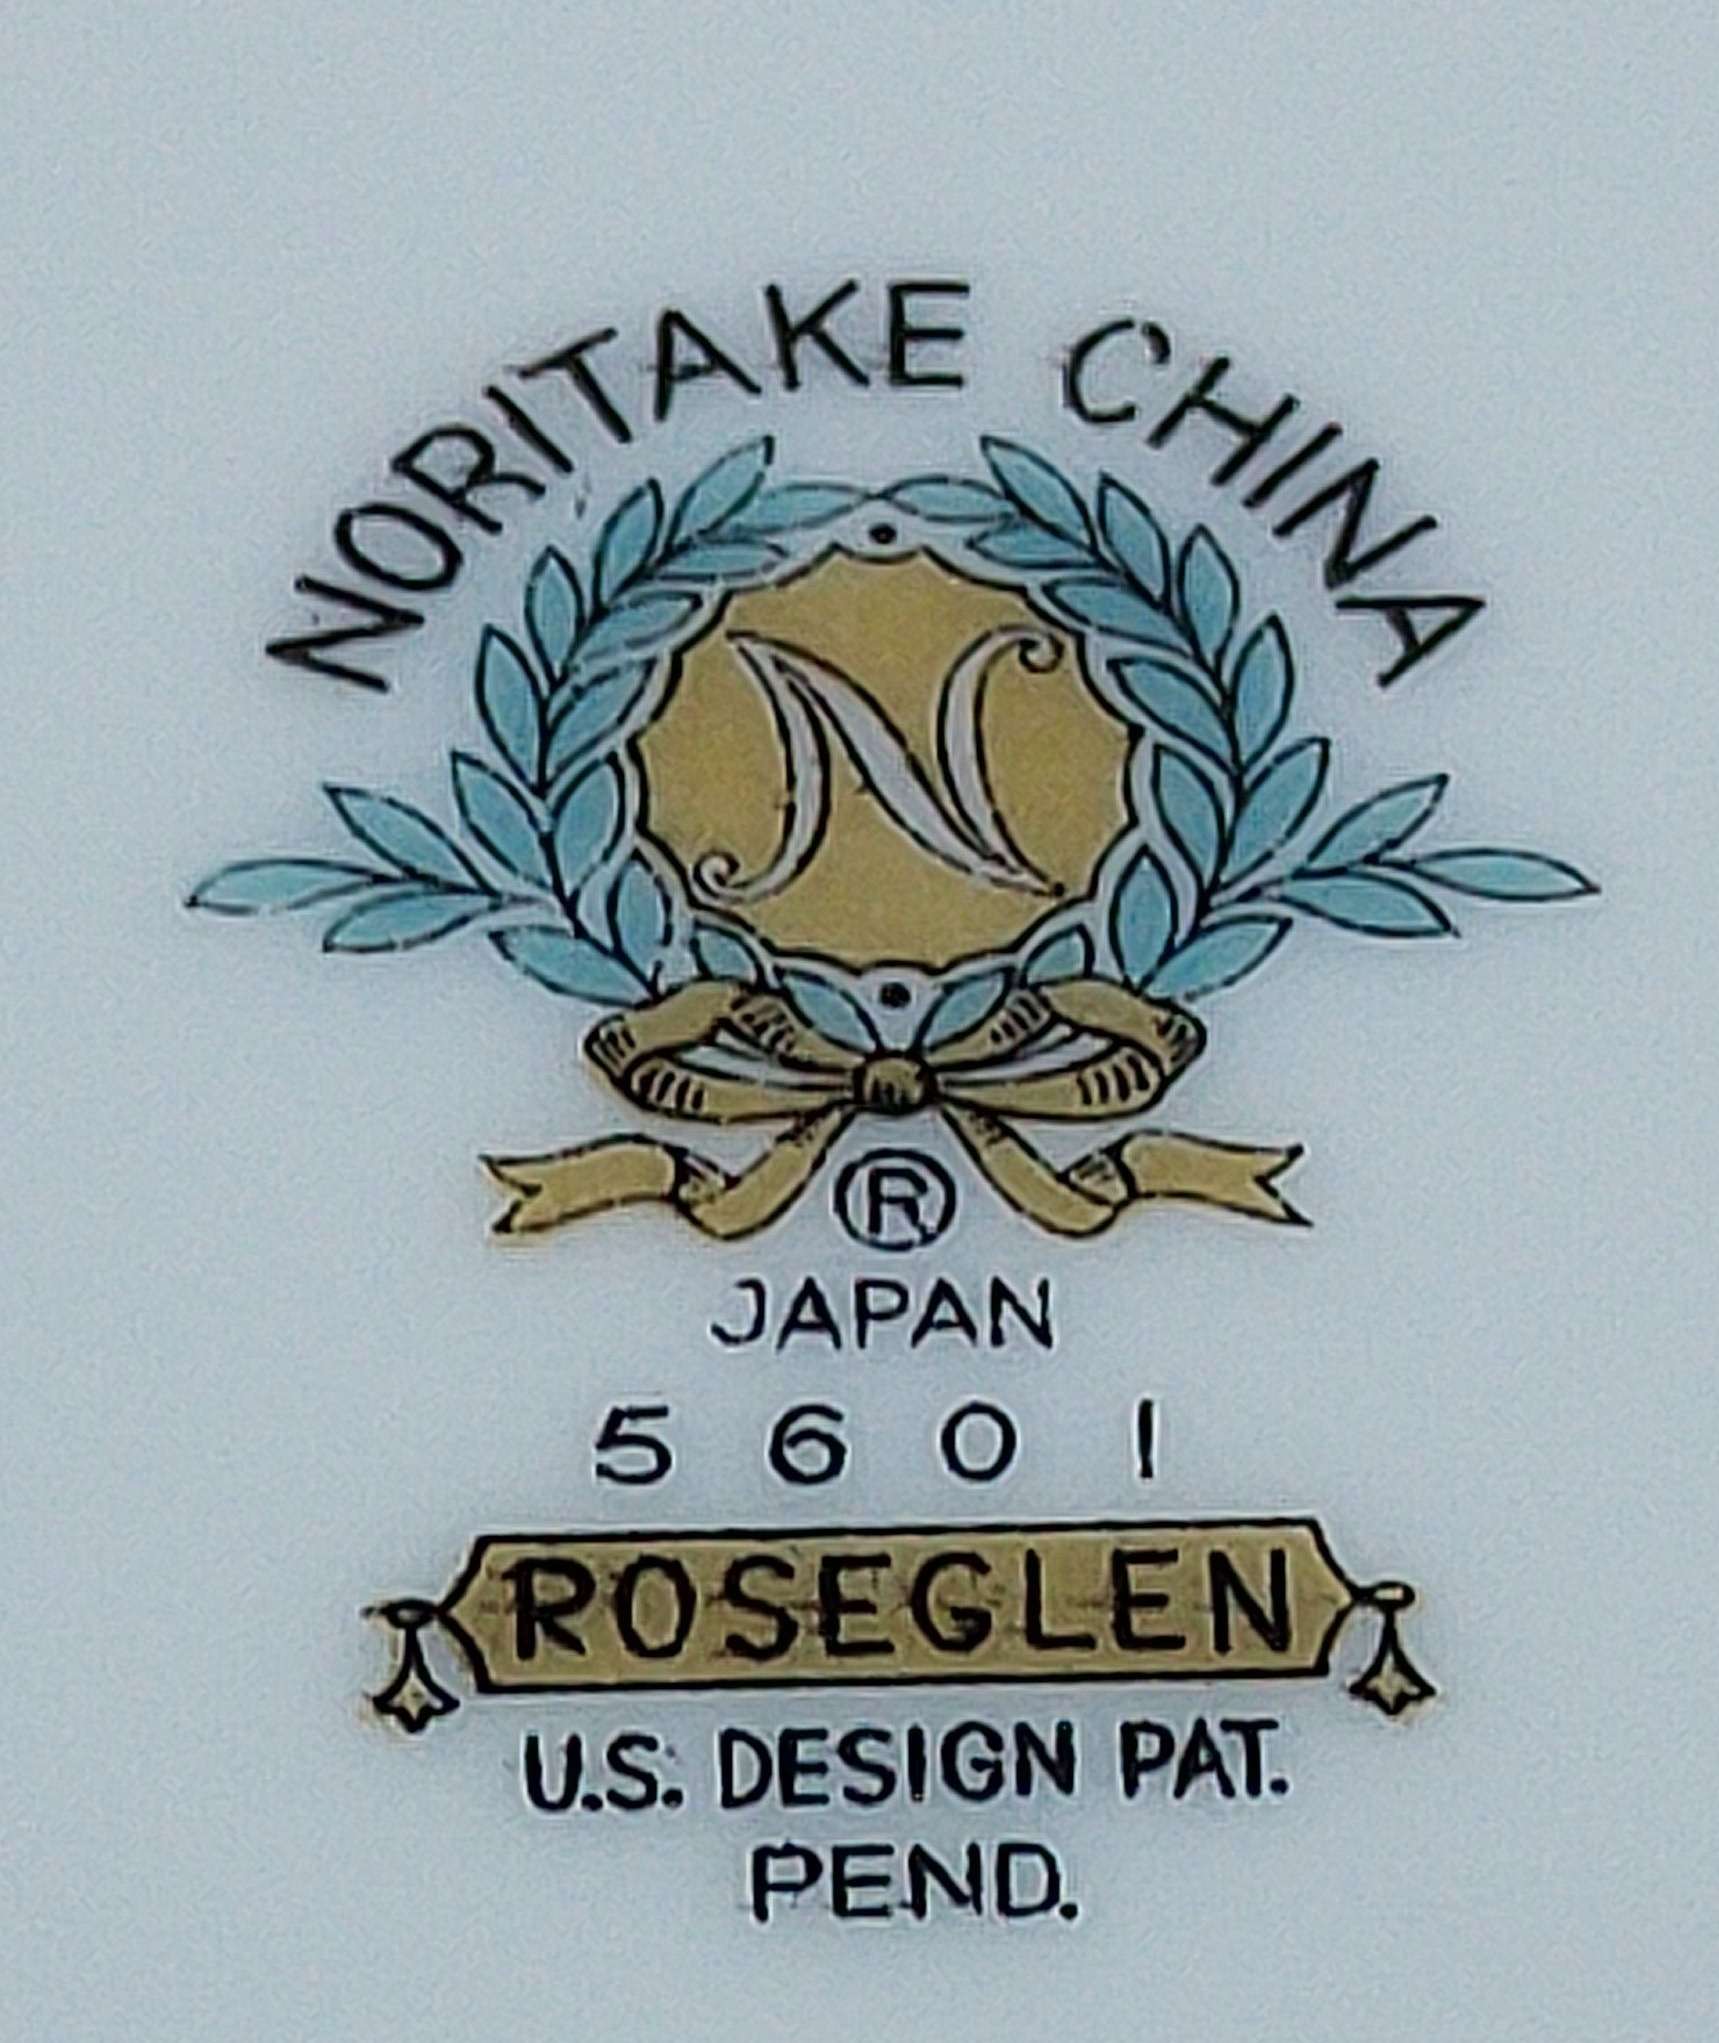 NORITAKE CHINA
N
®
JAPAN
5601
ROSEGLEN
U.S. DESIGN PAT.
PEND.